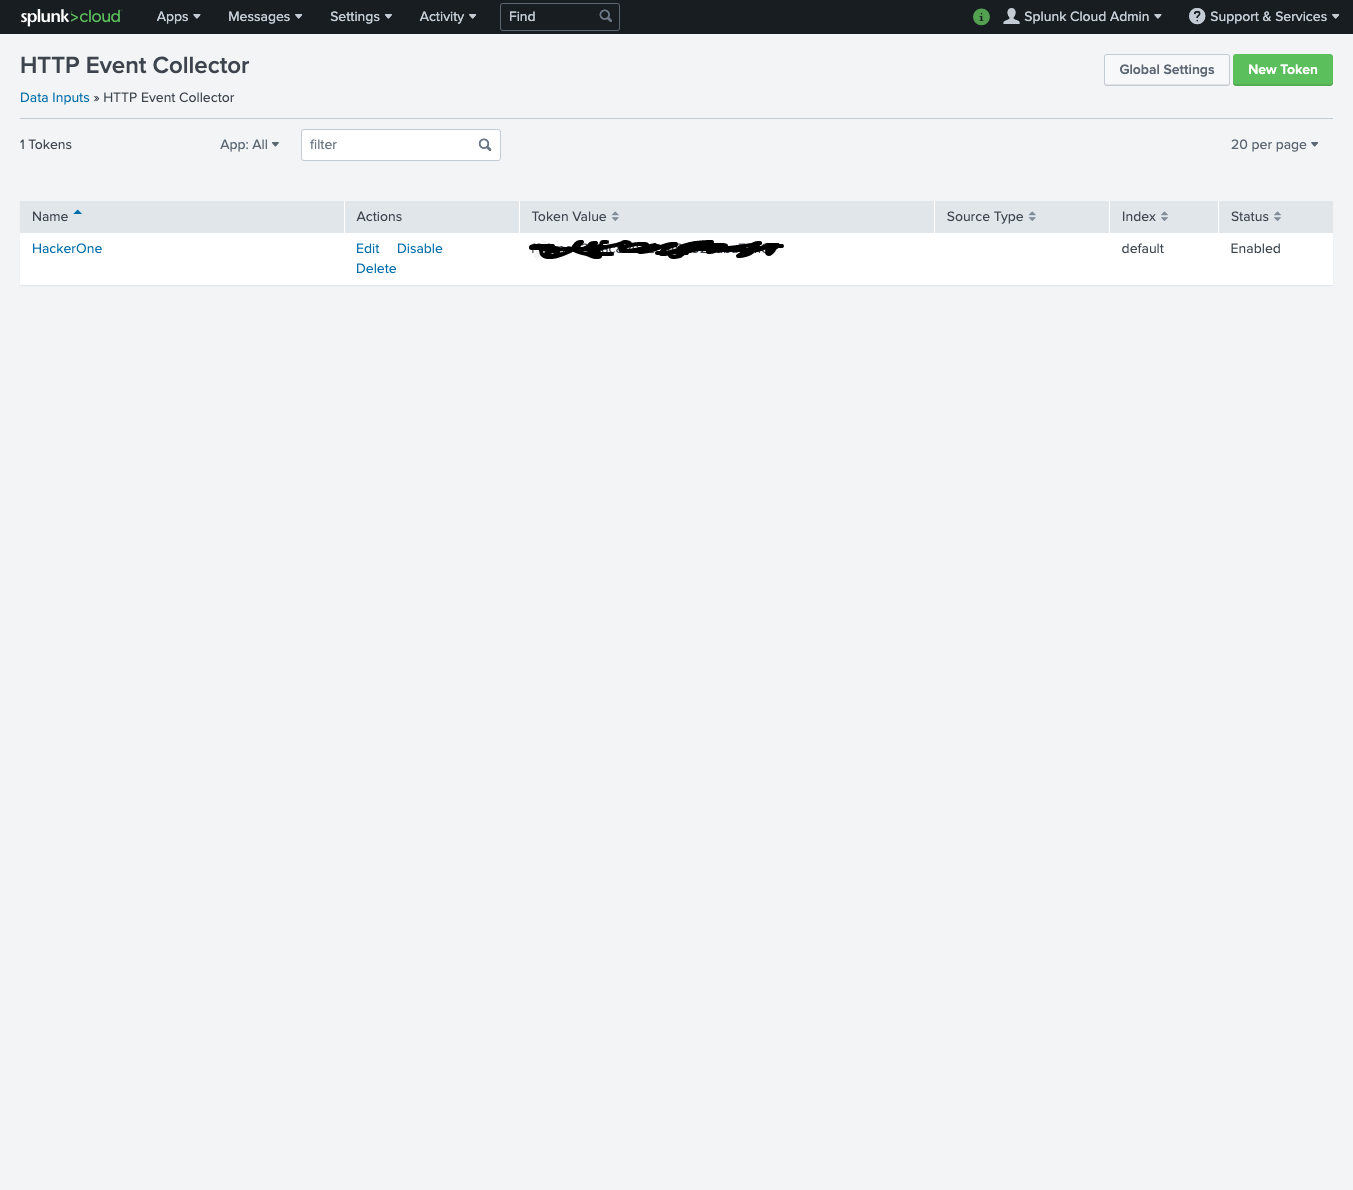 splunk>cloud Apps Messages Settings Activity Find i Splunk Cloud Admin ? Support & Services
HTTP Event Collector
Global Settings New Token
Data Inputs » HTTP Event Collector
1 Tokens App: All filter 20 per page
Name Actions Token Value Source Type Index Status
HackerOne Edit Disable default Enabled
Delete